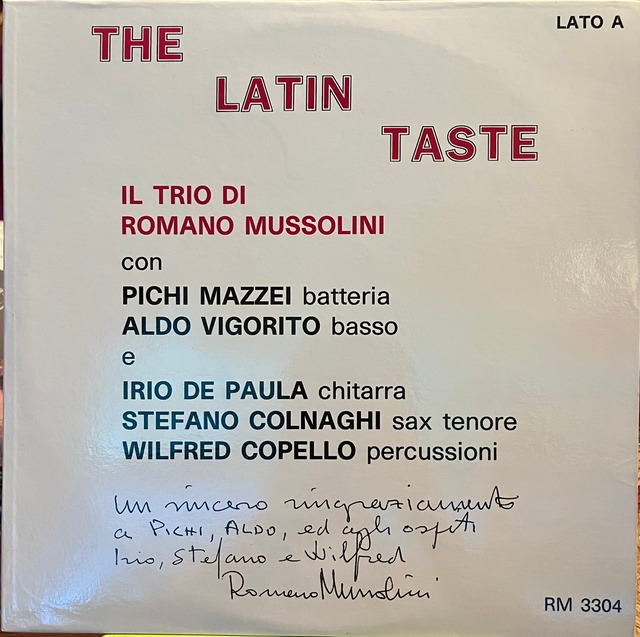 LATO A
THE
LATIN
TASTE
IL TRIO DI
ROMANO MUSSOLINI
con
PICHI MAZZEI batteria
ALDO VIGORITO basso
e
IRIO DE PAULA chitarra
STEFANO COLNAGHI sax tenore
WILFRED COPELLO percussioni
un sincero ringraziamento
a PICHI, ALDO, ed agli ospiti
Irio, Stefano e Wilfred
Romano Mussolini
RM 3304